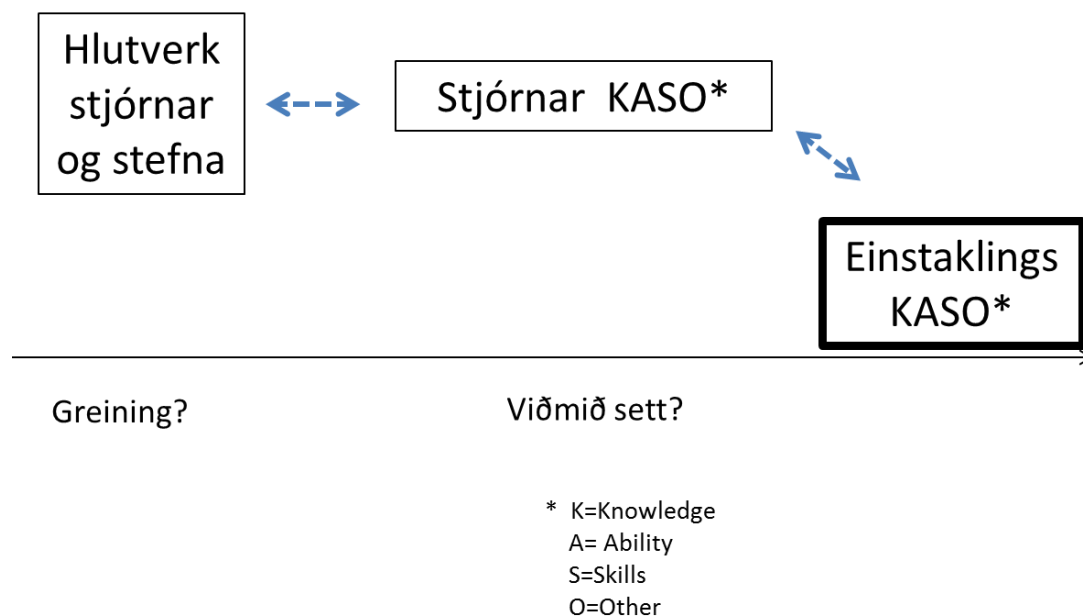 Hlutverk
stjórnar
og stefna
Stjórnar KASO*
Einstaklings
KASO*
Greining?
Viðmið sett?
* K=Knowledge
A= Ability
S=Skills
O=Other